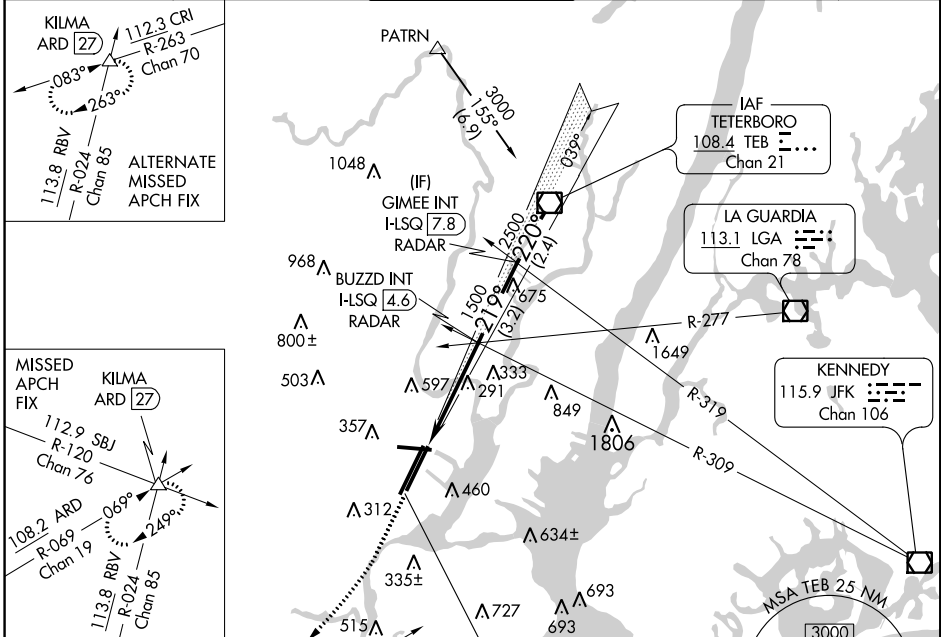 KILMA
ARD 27
112.3 CRI
R-263
Chan 70
083°
263°
113.8 RBV
R-024
Chan 85
ALTERNATE
MISSED
APCH FIX
PATRN
3000
155°
(6.9)
039°
IAF
TETERBORO
108.4 TEB
Chan 21
1048
(IF)
GIMEE INT
I-LSQ 7.8
RADAR
2500
220°
(2.4)
LA GUARDIA
113.1 LGA
Chan 78
968
BUZZD INT
I-LSQ 4.6
RADAR
675
1500
219°
(3.2)
R-277
800±
1649
MISSED
APCH
FIX
KILMA
ARD 27
503
597
333
291
849
R-319
KENNEDY
115.9 JFK
Chan 106
112.9 SBJ
R-120
Chan 76
357
1806
R-309
460
312
069°
249°
108.2 ARD
R-069
Chan 19
634±
335±
113.8 RBV
R-024
Chan 85
727
693
693
515
MSA TEB 25 NM
3000